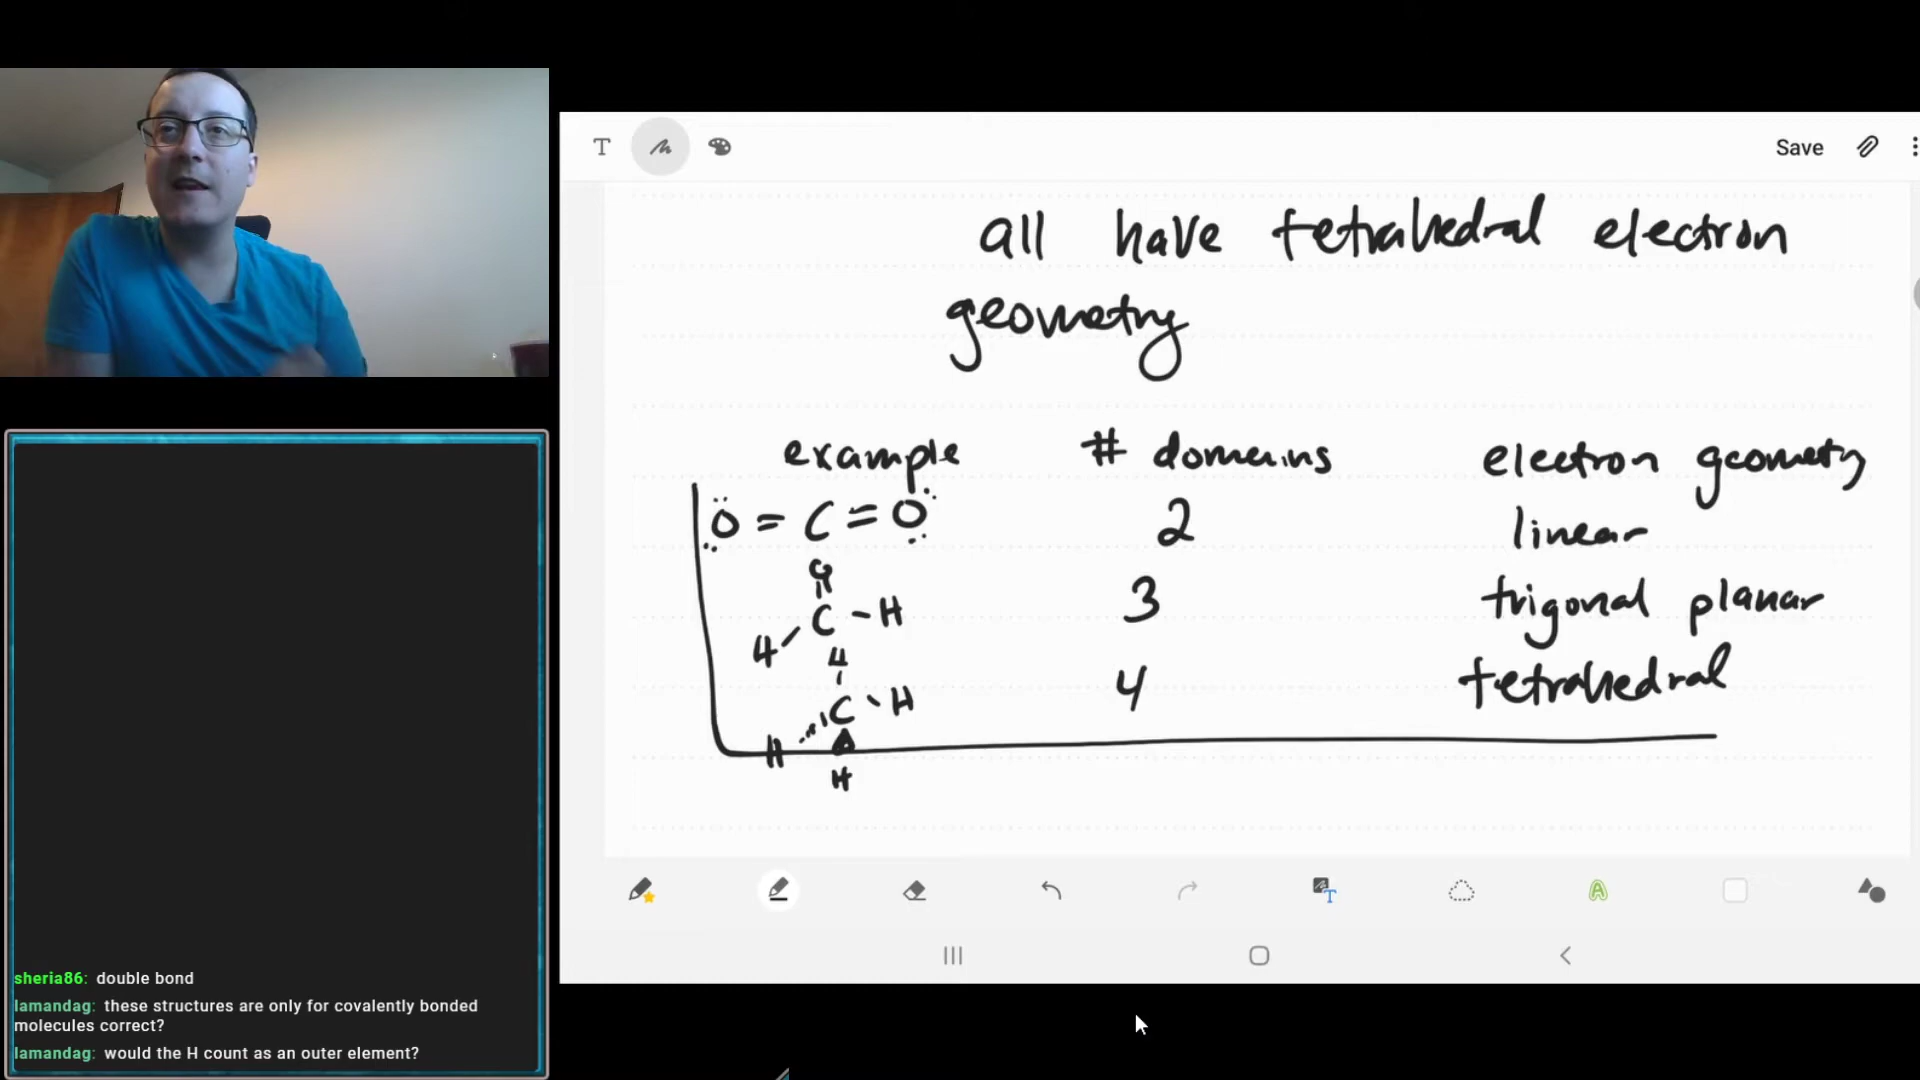 T
Save
all have tetrahedral electron
geometry
example # domains electron geometry
O = C = O 2 linear
O
C - H 3 trigonal planar
H
H
C H 4 tetrahedral
H
H
sheria86: double bond
lamandag: these structures are only for covalently bonded
molecules correct?
lamandag: would the H count as an outer element?